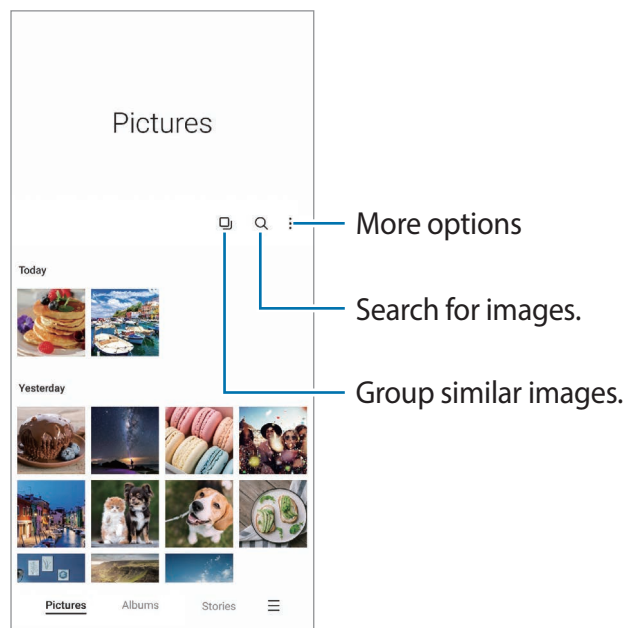 Pictures
More options
Today
Search for images.
Yesterday
Group similar images.
Pictures Albums Stories